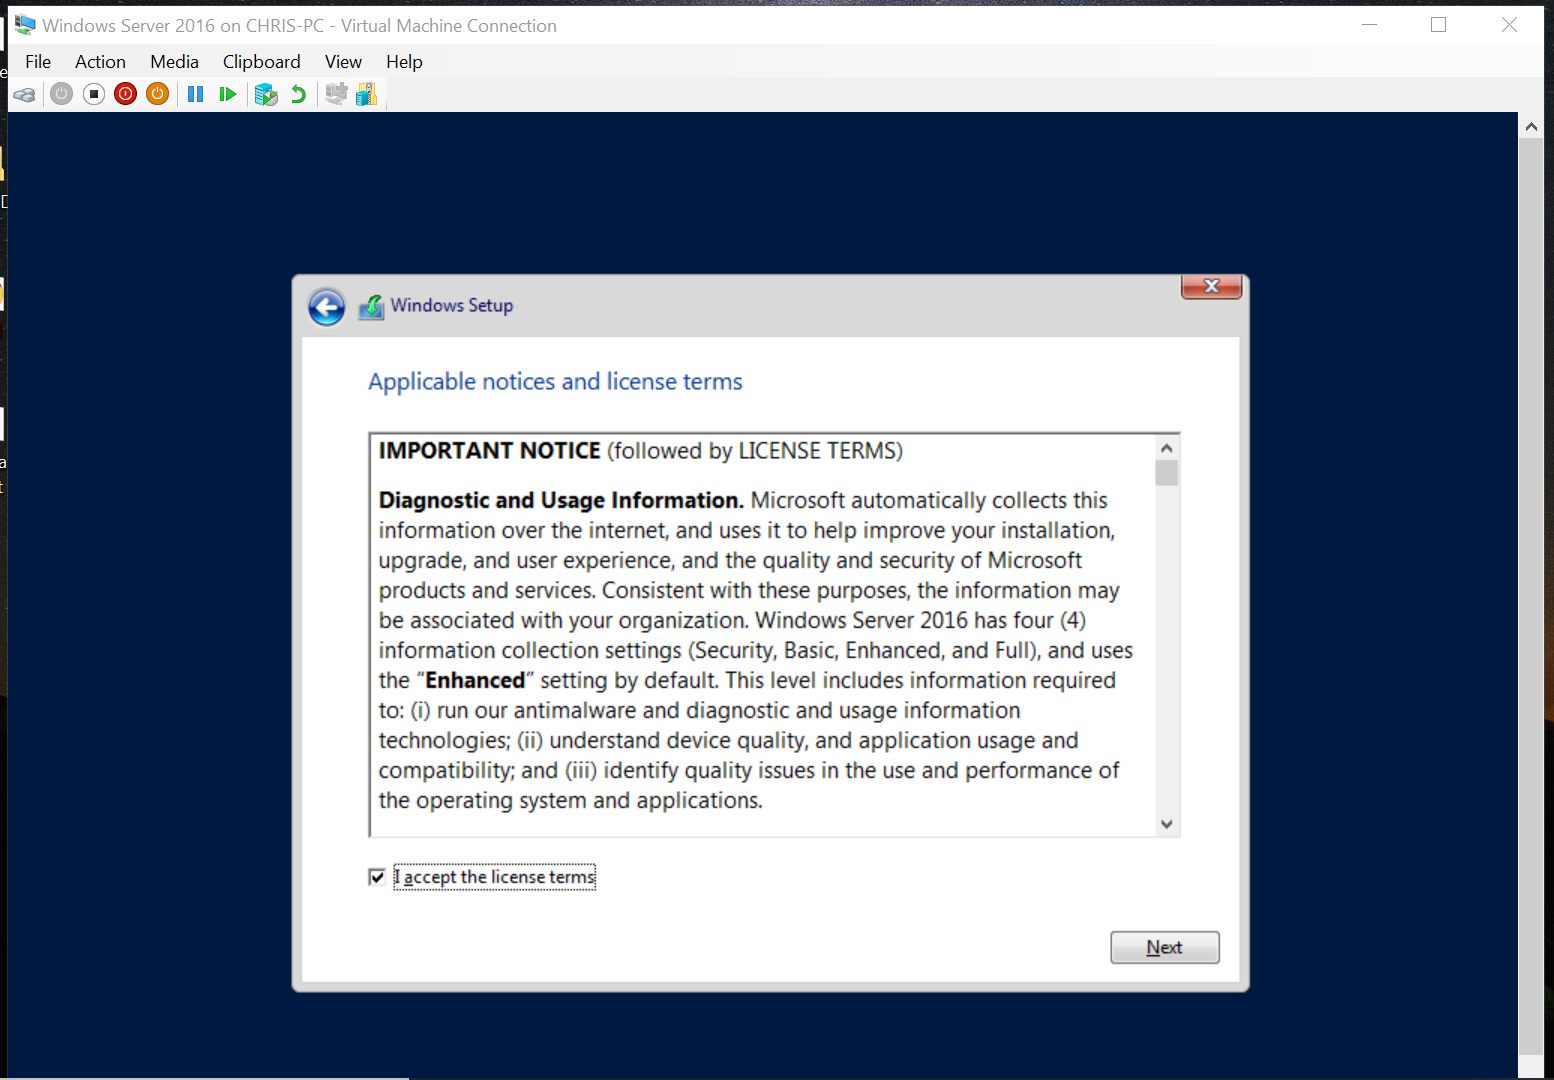 Windows Server 2016 on CHRIS-PC - Virtual Machine Connection
File Action Media Clipboard View Help
Windows Setup
Applicable notices and license terms
IMPORTANT NOTICE (followed by LICENSE TERMS)
Diagnostic and Usage Information. Microsoft automatically collects this
information over the internet, and uses it to help improve your installation,
upgrade, and user experience, and the quality and security of Microsoft
products and services. Consistent with these purposes, the information may
be associated with your organization. Windows Server 2016 has four (4)
information collection settings (Security, Basic, Enhanced, and Full), and uses
the “Enhanced” setting by default. This level includes information required
to: (i) run our antimalware and diagnostic and usage information
technologies; (ii) understand device quality, and application usage and
compatibility; and (iii) identify quality issues in the use and performance of
the operating system and applications.
I accept the license terms
Next